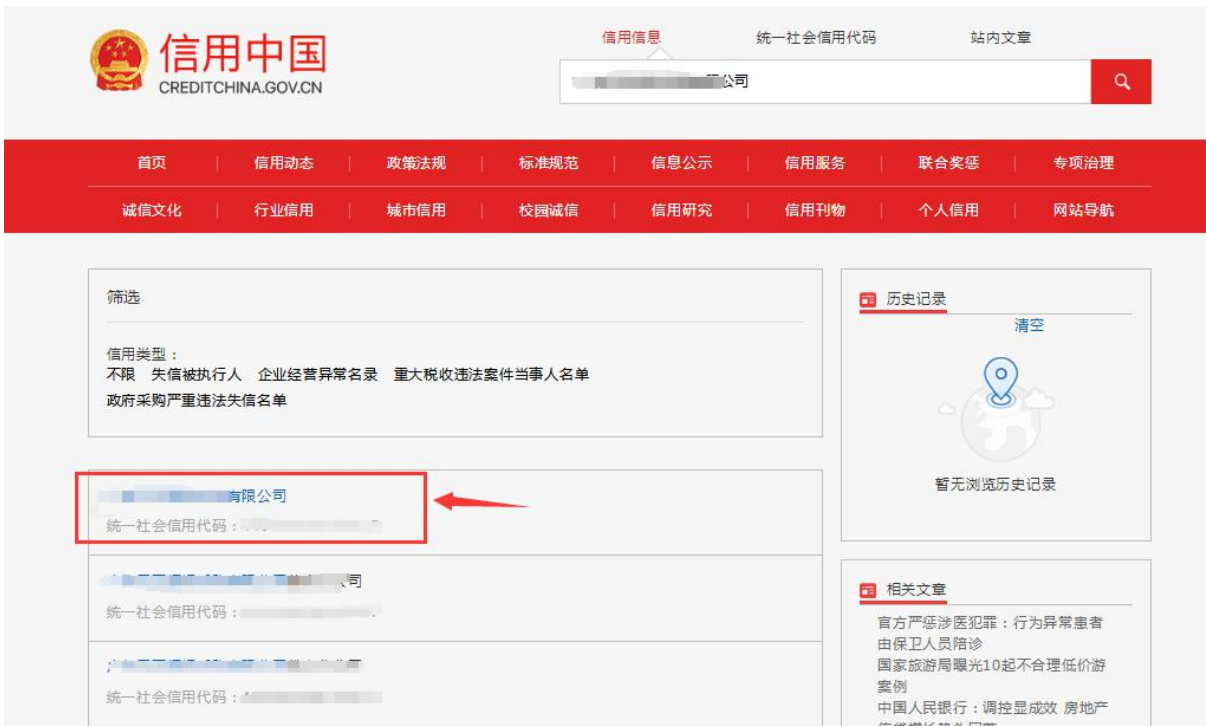 信用中国
CREDITCHINA.GOV.CN
信用信息 统一社会信用代码 站内文章
公司
首页 信用动态 政策法规 标准规范 信息公示 信用服务 联合奖惩 专项治理
诚信文化 行业信用 城市信用 校园诚信 信用研究 信用刊物 个人信用 网站导航
筛选
信用类型：
不限 失信被执行人 企业经营异常名录 重大税收违法案件当事人名单
政府采购严重违法失信名单
有限公司
统一社会信用代码：
司
统一社会信用代码：
统一社会信用代码：
历史记录
清空
暂无浏览历史记录
相关文章
官方严惩涉医犯罪：行为异常患者
由保卫人员陪诊
国家旅游局曝光10起不合理低价游
案例
中国人民银行：调控显成效 房地产